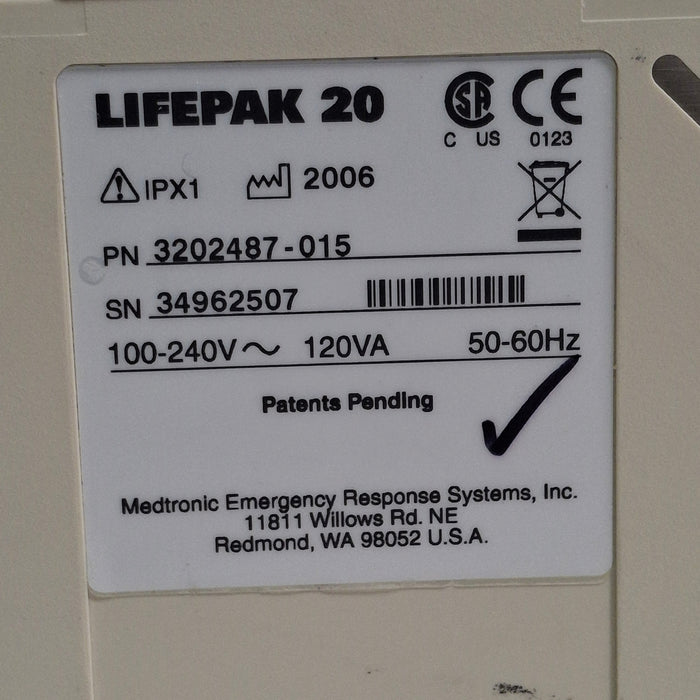 LIFEPAK 20
C US 0123
IPX1 2006
PN 3202487-015
SN 34962507
100-240V~ 120VA 50-60Hz
Patents Pending
Medtronic Emergency Response Systems, Inc.
11811 Willows Rd. NE
Redmond, WA 98052 U.S.A.